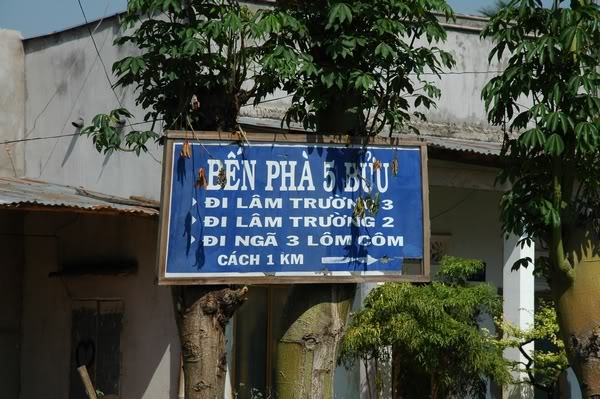 BẾN PHÀ 5 BỬU
ĐI LÂM TRƯỜNG 3
ĐI LÂM TRƯỜNG 2
ĐI NGÃ 3 LÔM CÔM
CÁCH 1 KM